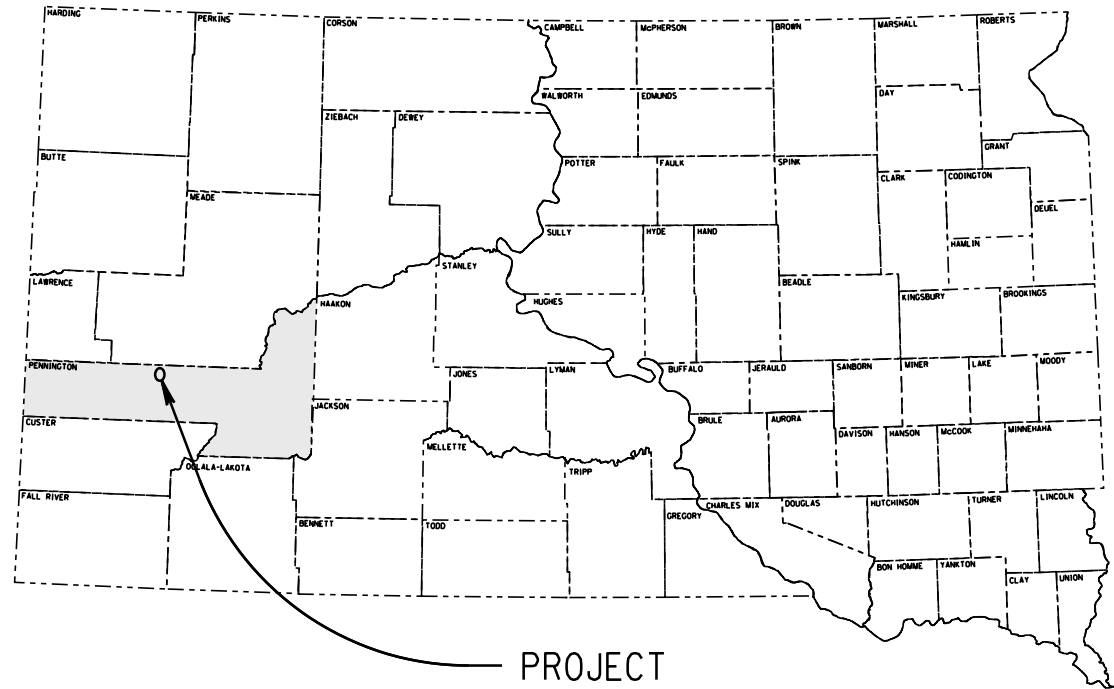 HARDING
PERKINS
CORSON
CAMPBELL
McPHERSON
BROWN
MARSHALL
ROBERTS
WALWORTH
EDMUNDS
DAY
ZIEBACH
DEWEY
GRANT
BUTTE
POTTER
FAULK
SPINK
CLARK
CODINGTON
MEADE
DEUEL
SULLY
HYDE
HAND
HAMLIN
STANLEY
LAWRENCE
BEADLE
HAAKON
HUGHES
KINGSBURY
BROOKINGS
PENNINGTON
JONES
LYMAN
BUFFALO
JERAULD
SANBORN
MINER
LAKE
MOODY
JACKSON
CUSTER
BRULE
AURORA
DAVISON
HANSON
McCOOK
MINNEHAHA
MELLETTE
OGLALA-LAKOTA
TRIPP
FALL RIVER
CHARLES MIX
DOUGLAS
HUTCHINSON
TURNER
LINCOLN
GREGORY
BENNETT
TODD
BON HOMME
YANKTON
CLAY
UNION
PROJECT